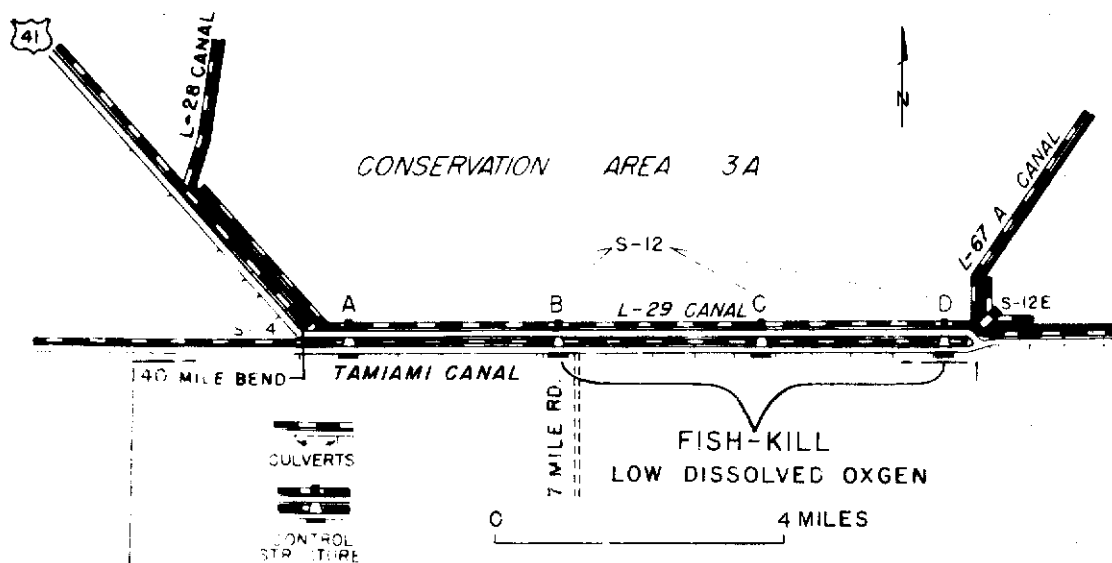 41
L-28 CANAL
N
CONSERVATION AREA 3A
L-67 A CANAL
S-12
A
B
L-29 CANAL
C
D
S-12E
40 MILE BEND
TAMIAMI CANAL
7 MILE RD.
FISH-KILL
LOW DISSOLVED OXGEN
CULVERTS
0
4 MILES
CONTROL